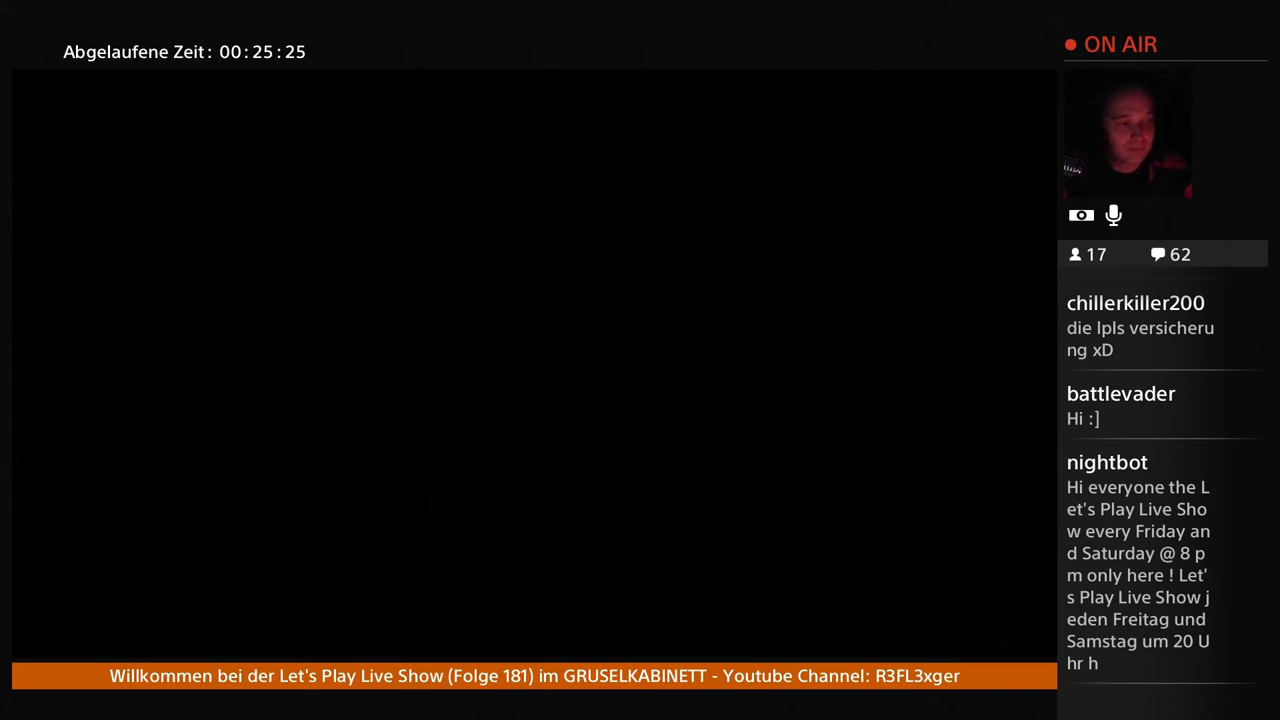 Abgelaufene Zeit: 00:25:25
ON AIR
17 62
chillerkiller200
die lpls versicheru
ng xD
battlevader
Hi :]
nightbot
Hi everyone the L
et's Play Live Sho
w every Friday an
d Saturday @ 8 p
m only here ! Let'
s Play Live Show j
eden Freitag und
Samstag um 20 U
hr h
Willkommen bei der Let's Play Live Show (Folge 181) im GRUSELKABINETT - Youtube Channel: R3FL3xger